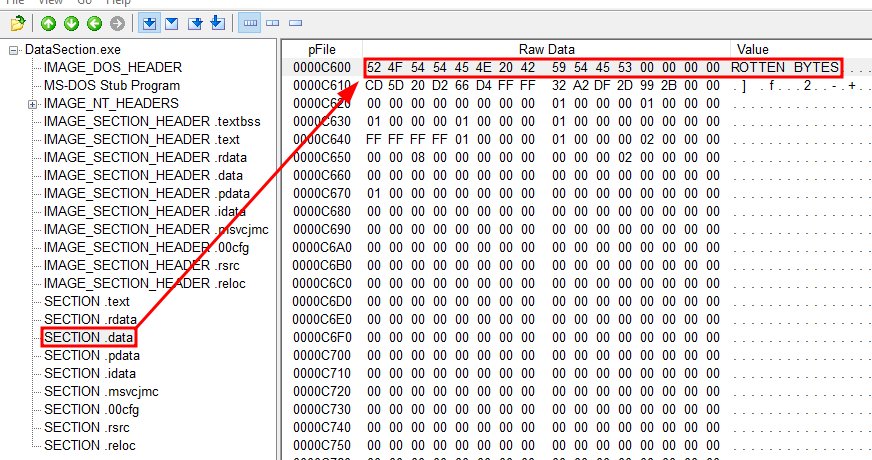 DataSection.exe
IMAGE_DOS_HEADER
MS-DOS Stub Program
IMAGE_NT_HEADERS
IMAGE_SECTION_HEADER .textbss
IMAGE_SECTION_HEADER .text
IMAGE_SECTION_HEADER .rdata
IMAGE_SECTION_HEADER .data
IMAGE_SECTION_HEADER .pdata
IMAGE_SECTION_HEADER .idata
IMAGE_SECTION_HEADER .msvcjmc
IMAGE_SECTION_HEADER .00cfg
IMAGE_SECTION_HEADER .rsrc
IMAGE_SECTION_HEADER .reloc
SECTION .text
SECTION .rdata
SECTION .data
SECTION .pdata
SECTION .idata
SECTION .msvcjmc
SECTION .00cfg
SECTION .rsrc
SECTION .reloc
pFile Raw Data Value
0000C600 52 4F 54 54 45 4E 20 42 59 54 45 53 00 00 00 00 ROTTEN BYTES . . . .
0000C610 CD 5D 20 D2 66 D4 FF FF 32 A2 DF 2D 99 2B 00 00 . ] . f . . . 2 . . - . + . .
0000C620 00 00 00 00 00 00 00 00 01 00 00 00 01 00 00 00 . . . . . . . . . . . . . . . .
0000C630 01 00 00 00 01 00 00 00 01 00 00 00 00 00 00 00 . . . . . . . . . . . . . . . .
0000C640 FF FF FF FF 01 00 00 00 00 00 00 00 02 00 00 00 . . . . . . . . . . . . . . . .
0000C650 00 00 08 00 00 00 00 00 00 00 00 02 00 00 00 00 . . . . . . . . . . . . . . . .
0000C660 00 00 00 00 00 00 00 00 00 00 00 00 00 00 00 00 . . . . . . . . . . . . . . . .
0000C670 01 00 00 00 00 00 00 00 00 00 00 00 00 00 00 00 . . . . . . . . . . . . . . . .
0000C680 00 00 00 00 00 00 00 00 00 00 00 00 00 00 00 00 . . . . . . . . . . . . . . . .
0000C690 00 00 00 00 00 00 00 00 00 00 00 00 00 00 00 00 . . . . . . . . . . . . . . . .
0000C6A0 00 00 00 00 00 00 00 00 00 00 00 00 00 00 00 00 . . . . . . . . . . . . . . . .
0000C6B0 00 00 00 00 00 00 00 00 00 00 00 00 00 00 00 00 . . . . . . . . . . . . . . . .
0000C6C0 00 00 00 00 00 00 00 00 00 00 00 00 00 00 00 00 . . . . . . . . . . . . . . . .
0000C6D0 00 00 00 00 00 00 00 00 00 00 00 00 00 00 00 00 . . . . . . . . . . . . . . . .
0000C6E0 00 00 00 00 00 00 00 00 00 00 00 00 00 00 00 00 . . . . . . . . . . . . . . . .
0000C6F0 00 00 00 00 00 00 00 00 00 00 00 00 00 00 00 00 . . . . . . . . . . . . . . . .
0000C700 00 00 00 00 00 00 00 00 00 00 00 00 00 00 00 00 . . . . . . . . . . . . . . . .
0000C710 00 00 00 00 00 00 00 00 00 00 00 00 00 00 00 00 . . . . . . . . . . . . . . . .
0000C720 00 00 00 00 00 00 00 00 00 00 00 00 00 00 00 00 . . . . . . . . . . . . . . . .
0000C730 00 00 00 00 00 00 00 00 00 00 00 00 00 00 00 00 . . . . . . . . . . . . . . . .
0000C740 00 00 00 00 00 00 00 00 00 00 00 00 00 00 00 00 . . . . . . . . . . . . . . . .
0000C750 00 00 00 00 00 00 00 00 00 00 00 00 00 00 00 00 . . . . . . . . . . . . . . . .